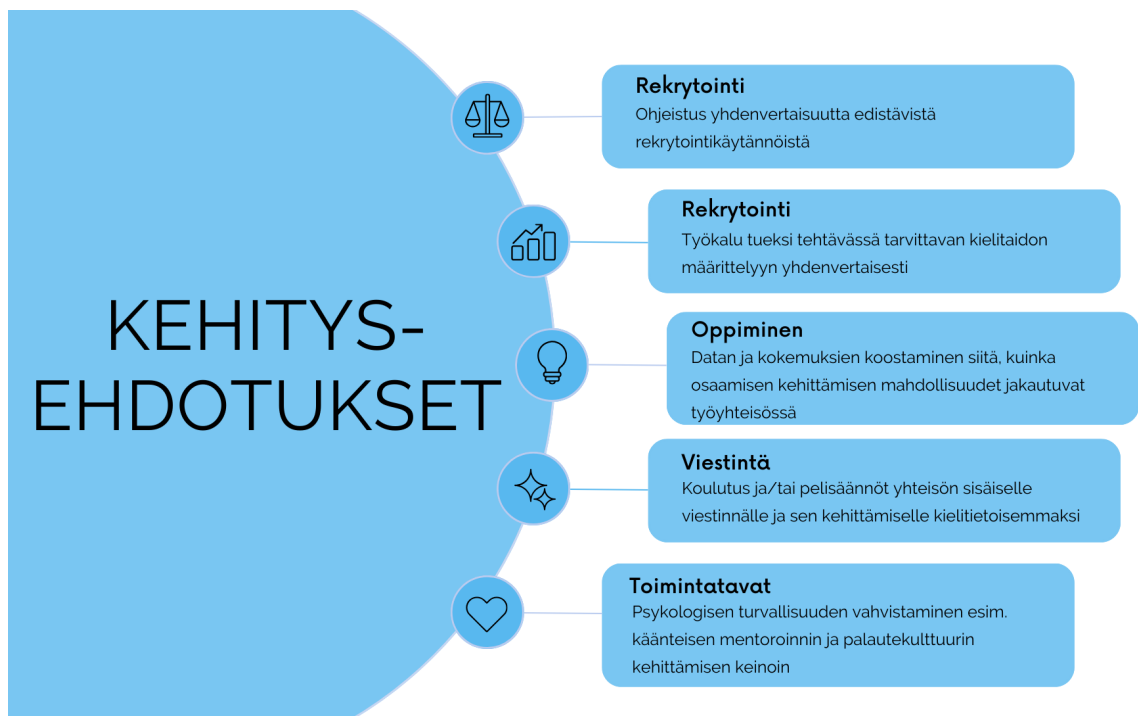 KEHITYS-
EHDOTUKSET
Rekrytointi
Ohjeistus yhdenvertaisuutta edistävistä
rekrytointikäytännöistä
Rekrytointi
Työkalu tueksi tehtävässä tarvittavan kielitaidon
määrittelyyn yhdenvertaisesti
Oppiminen
Datan ja kokemuksien koostaminen siitä, kuinka
osaamisen kehittämisen mahdollisuudet jakautuvat
työyhteisössä
Viestintä
Koulutus ja/tai pelisäännöt yhteisön sisäiselle
viestinnälle ja sen kehittämiselle kielitietoisemmaksi
Toimintatavat
Psykologisen turvallisuuden vahvistaminen esim.
käänteisen mentoroinnin ja palautekulttuurin
kehittämisen keinoin